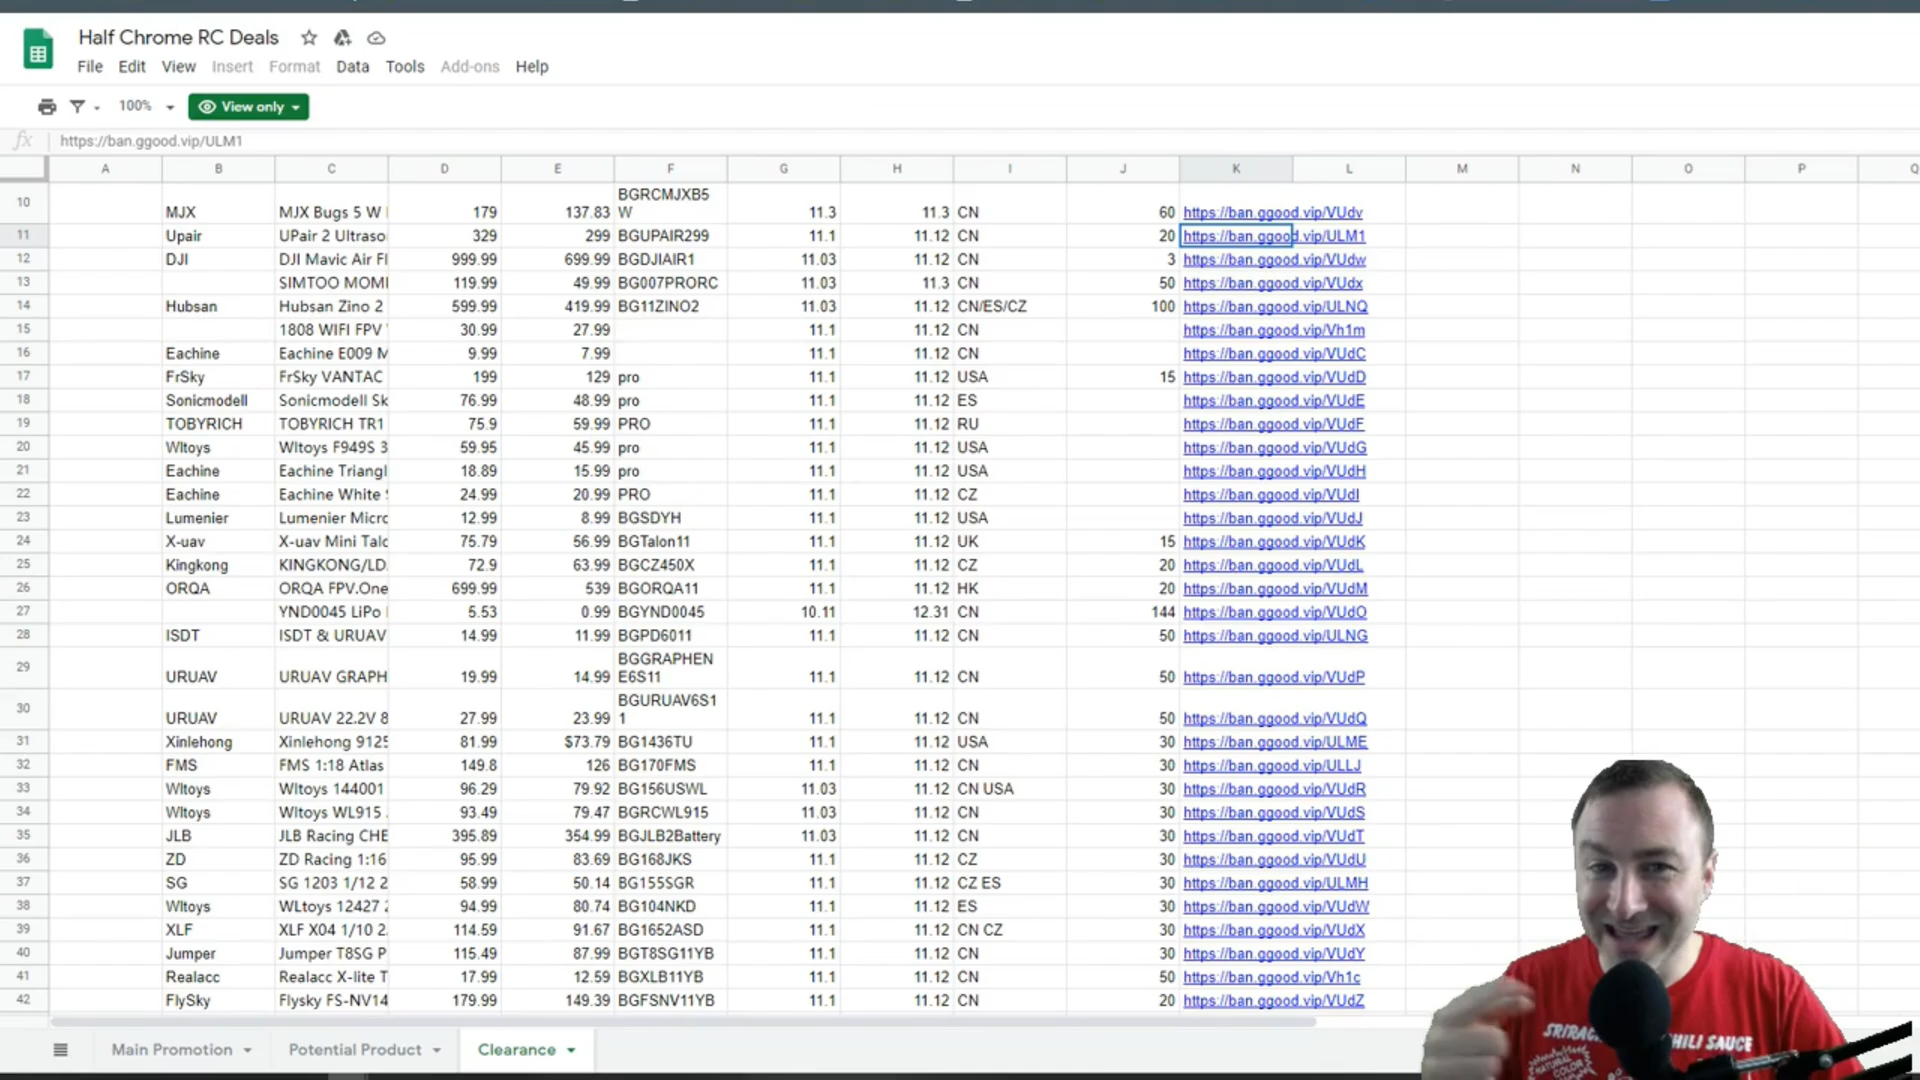 Half Chrome RC Deals
File Edit View Insert Format Data Tools Add-ons Help
100% View only
fx https://ban.ggood.vip/ULM1
A B C D E F G H I J K L M N O P Q
10 MJX MJX Bugs 5 W 179 137.83 BGRCMJXB5 W 11.3 11.3 CN 60 https://ban.ggood.vip/VUdv
11 Upair UPair 2 Ultraso 329 299 BGUPAIR299 11.1 11.12 CN 20 https://ban.ggood.vip/ULM1
12 DJI DJI Mavic Air Fl 999.99 699.99 BGDJIAIR1 11.03 11.12 CN 3 https://ban.ggood.vip/VUdw
13 SIMTOO MOMI 119.99 49.99 BG007PRORC 11.03 11.3 CN 50 https://ban.ggood.vip/VUdx
14 Hubsan Hubsan Zino 2 599.99 419.99 BG11ZINO2 11.03 11.12 CN/ES/CZ 100 https://ban.ggood.vip/ULNQ
15 1808 WIFI FPV 30.99 27.99 11.1 11.12 CN https://ban.ggood.vip/Vh1m
16 Eachine Eachine E009 M 9.99 7.99 11.1 11.12 CN https://ban.ggood.vip/VUdC
17 FrSky FrSky VANTAC 199 129 pro 11.1 11.12 USA 15 https://ban.ggood.vip/VUdD
18 Sonicmodell Sonicmodell Sk 76.99 48.99 pro 11.1 11.12 ES https://ban.ggood.vip/VUdE
19 TOBYRICH TOBYRICH TR1 75.9 59.99 PRO 11.1 11.12 RU https://ban.ggood.vip/VUdF
20 Wltoys Wltoys F949S 3 59.95 45.99 pro 11.1 11.12 USA https://ban.ggood.vip/VUdG
21 Eachine Eachine Triangl 18.89 15.99 pro 11.1 11.12 USA https://ban.ggood.vip/VUdH
22 Eachine Eachine White 24.99 20.99 PRO 11.1 11.12 CZ https://ban.ggood.vip/VUdI
23 Lumenier Lumenier Micro 12.99 8.99 BGSDYH 11.1 11.12 USA https://ban.ggood.vip/VUdJ
24 X-uav X-uav Mini Talo 75.79 56.99 BGTalon11 11.1 11.12 UK 15 https://ban.ggood.vip/VUdK
25 Kingkong KINGKONG/LD 72.9 63.99 BGCZ450X 11.1 11.12 CZ 20 https://ban.ggood.vip/VUdL
26 ORQA ORQA FPV.One 699.99 539 BGORQA11 11.1 11.12 HK 20 https://ban.ggood.vip/VUdM
27 YND0045 LiPo 5.53 0.99 BGYND0045 10.11 12.31 CN 144 https://ban.ggood.vip/VUdO
28 ISDT ISDT & URUAV 14.99 11.99 BGPD6011 11.1 11.12 CN 50 https://ban.ggood.vip/ULNG
29 URUAV URUAV GRAPH 19.99 14.99 BGGRAPHEN E6S11 11.1 11.12 CN 50 https://ban.ggood.vip/VUdP
30 URUAV URUAV 22.2V 8 27.99 23.99 BGURUAV6S1 1 11.1 11.12 CN 50 https://ban.ggood.vip/VUdQ
31 Xinlehong Xinlehong 9125 81.99 $73.79 BG1436TU 11.1 11.12 USA 30 https://ban.ggood.vip/ULME
32 FMS FMS 1:18 Atlas 149.8 126 BG170FMS 11.1 11.12 CN 30 https://ban.ggood.vip/ULLJ
33 Wltoys Wltoys 144001 96.29 79.92 BG156USWL 11.03 11.12 CN USA 30 https://ban.ggood.vip/VUdR
34 Wltoys Wltoys WL915 93.49 79.47 BGRCWL915 11.03 11.12 CN 30 https://ban.ggood.vip/VUdS
35 JLB JLB Racing CHE 395.89 354.99 BGJLB2Battery 11.03 11.12 CN 30 https://ban.ggood.vip/VUdT
36 ZD ZD Racing 1:16 95.99 83.69 BG168JKS 11.1 11.12 CZ 30 https://ban.ggood.vip/VUdU
37 SG SG 1203 1/12 2 58.99 50.14 BG155SGR 11.1 11.12 CZ ES 30 https://ban.ggood.vip/ULMH
38 Wltoys WLtoys 12427 94.99 80.74 BG104NKD 11.1 11.12 ES 30 https://ban.ggood.vip/VUdW
39 XLF XLF X04 1/10 2. 114.59 91.67 BG1652ASD 11.1 11.12 CN CZ 30 https://ban.ggood.vip/VUdX
40 Jumper Jumper T8SG P 115.49 87.99 BGT8SG11YB 11.1 11.12 CN 30 https://ban.ggood.vip/VUdY
41 Realacc Realacc X-lite T 17.99 12.59 BGXLB11YB 11.1 11.12 CN 50 https://ban.ggood.vip/Vh1c
42 FlySky Flysky FS-NV14 179.99 149.39 BGFSNV11YB 11.1 11.12 CN 20 https://ban.ggood.vip/VUdZ
Main Promotion Potential Product Clearance
CHILI SAUCE
NATURAL
COLOR